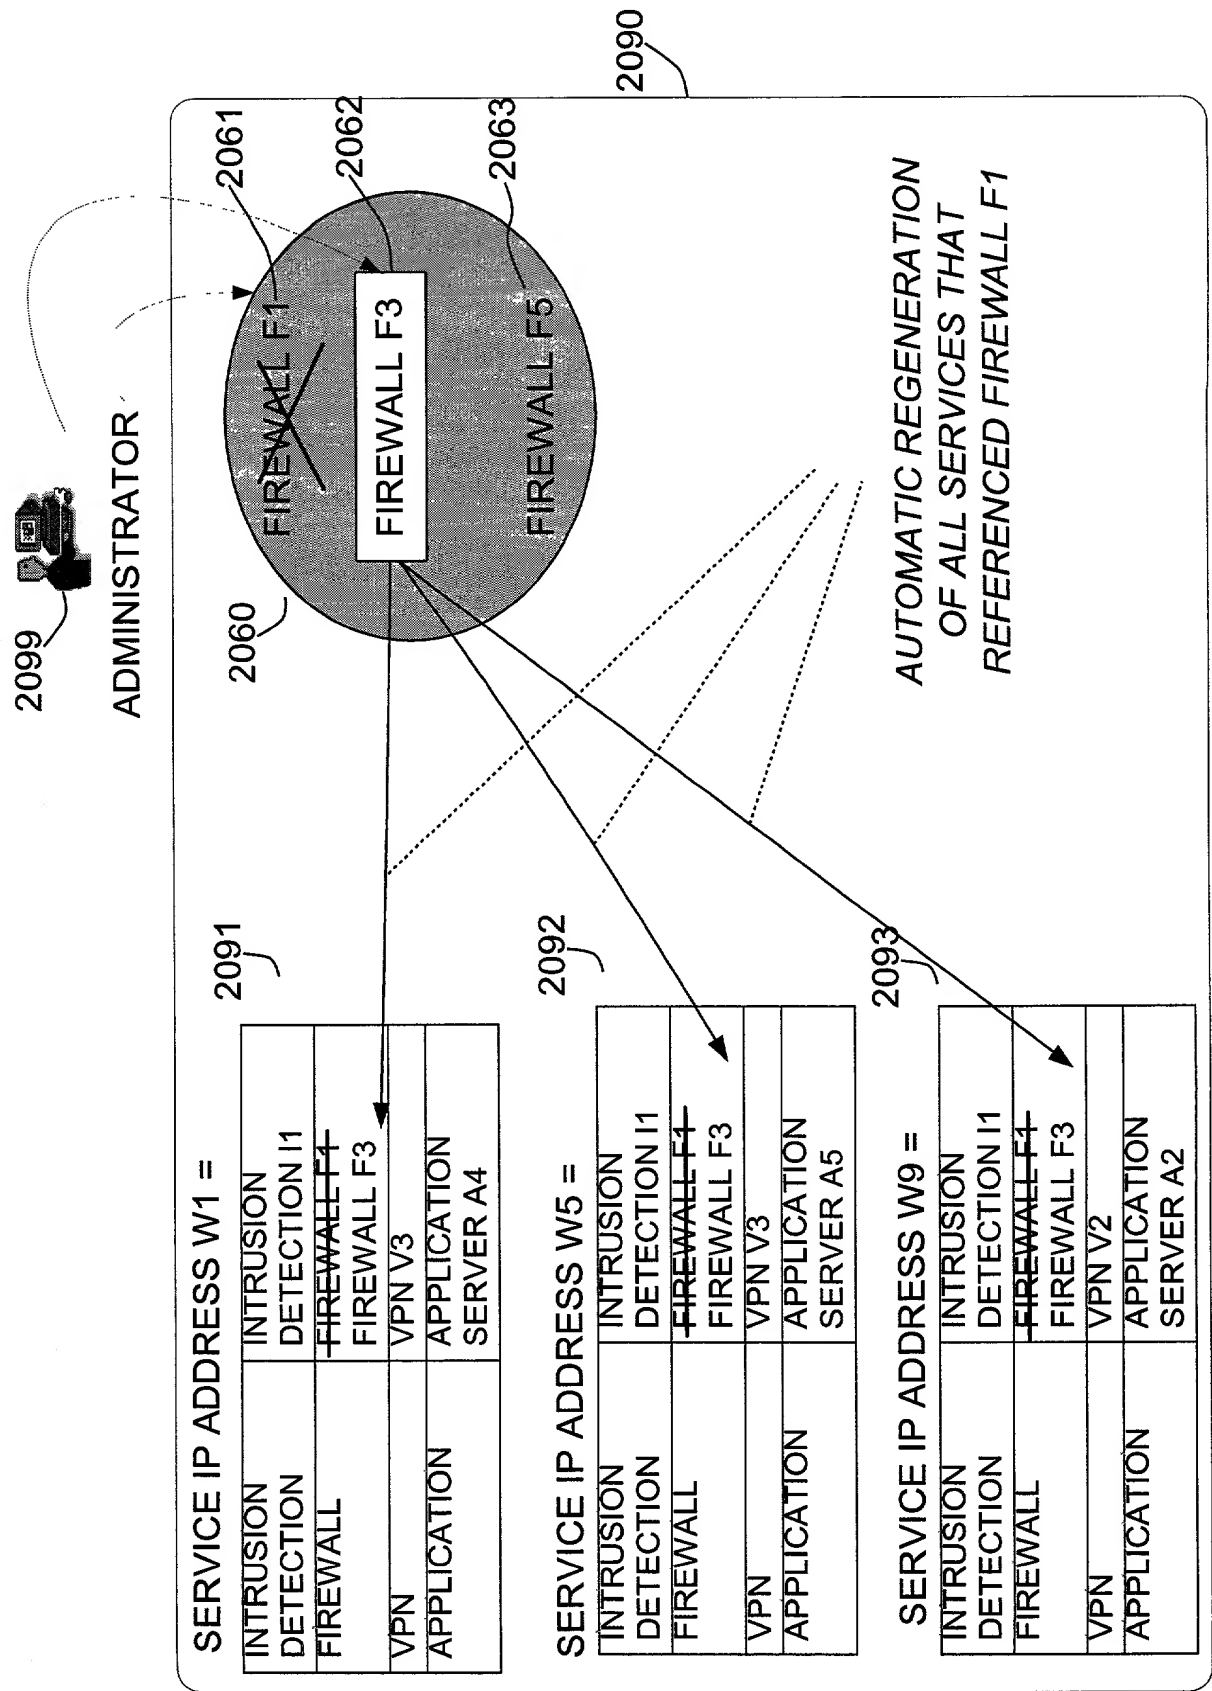 2099
ADMINISTRATOR
2090
2061
2062
2063
2060
FIREWALL F1
FIREWALL F3
FIREWALL F5
AUTOMATIC REGENERATION
OF ALL SERVICES THAT
REFERENCED FIREWALL F1
2091
SERVICE IP ADDRESS W1 =
INTRUSION
DETECTION
INTRUSION
DETECTION I1
FIREWALL
FIREWALL F1
FIREWALL F3
VPN
VPN V3
APPLICATION
APPLICATION
SERVER A4
2092
SERVICE IP ADDRESS W5 =
INTRUSION
DETECTION
INTRUSION
DETECTION I1
FIREWALL
FIREWALL F1
FIREWALL F3
VPN
VPN V3
APPLICATION
APPLICATION
SERVER A5
2093
SERVICE IP ADDRESS W9 =
INTRUSION
DETECTION
INTRUSION
DETECTION I1
FIREWALL
FIREWALL F1
FIREWALL F3
VPN
VPN V2
APPLICATION
APPLICATION
SERVER A2